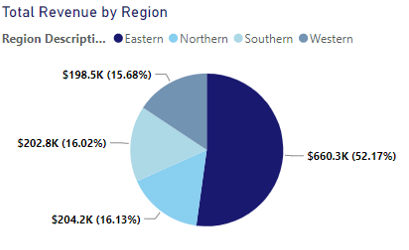 Total Revenue by Region
Region Descripti... Eastern Northern Southern Western
$198.5K (15.68%)
$202.8K (16.02%)
$660.3K (52.17%)
$204.2K (16.13%)